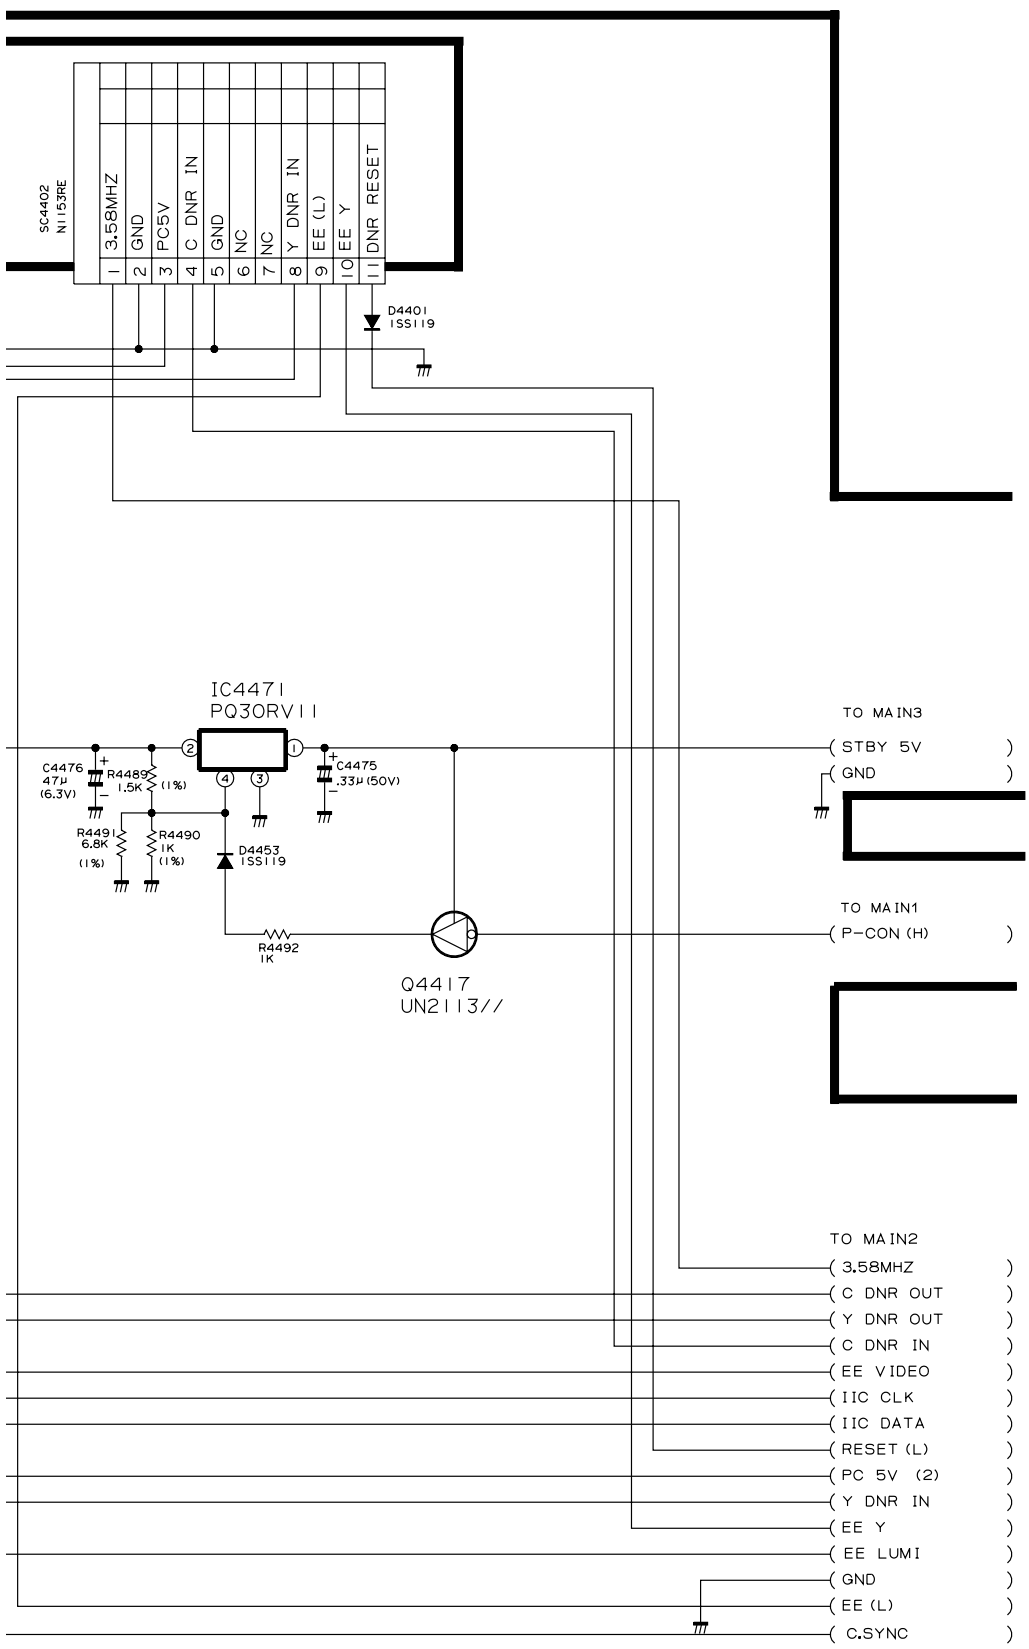 SC4402
N1153RE
3.58MHZ
GND
PC5V
C DNR IN
GND
NC
NC
Y DNR IN
EE (L)
EE Y
DNR RESET
1
2
3
4
5
6
7
8
9
10
11
D4401
1SS119
IC4471
PQ30RV11
2
1
4
3
C4476
47µ
(6.3V)
+
−
R4489
1.5K
(1%)
C4475
.33µ(50V)
+
−
R4491
6.8K
(1%)
R4490
1K
(1%)
D4453
1SS119
R4492
1K
Q4417
UN2113//
TO MAIN3
( STBY 5V )
( GND )
TO MAIN1
( P-CON (H) )
TO MAIN2
( 3.58MHZ )
( C DNR OUT )
( Y DNR OUT )
( C DNR IN )
( EE VIDEO )
( IIC CLK )
( IIC DATA )
( RESET (L) )
( PC 5V (2) )
( Y DNR IN )
( EE Y )
( EE LUMI )
( GND )
( EE (L) )
( C.SYNC )